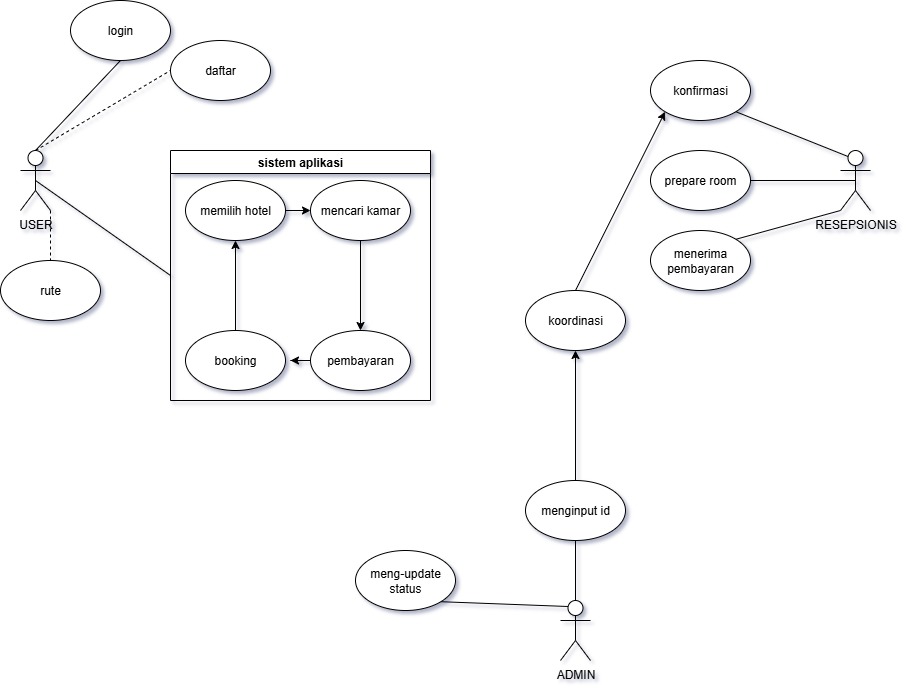 login
daftar
konfirmasi
sistem aplikasi
prepare room
memilih hotel
mencari kamar
USER
RESEPSIONIS
menerima
pembayaran
rute
koordinasi
booking
pembayaran
menginput id
meng-update
status
ADMIN